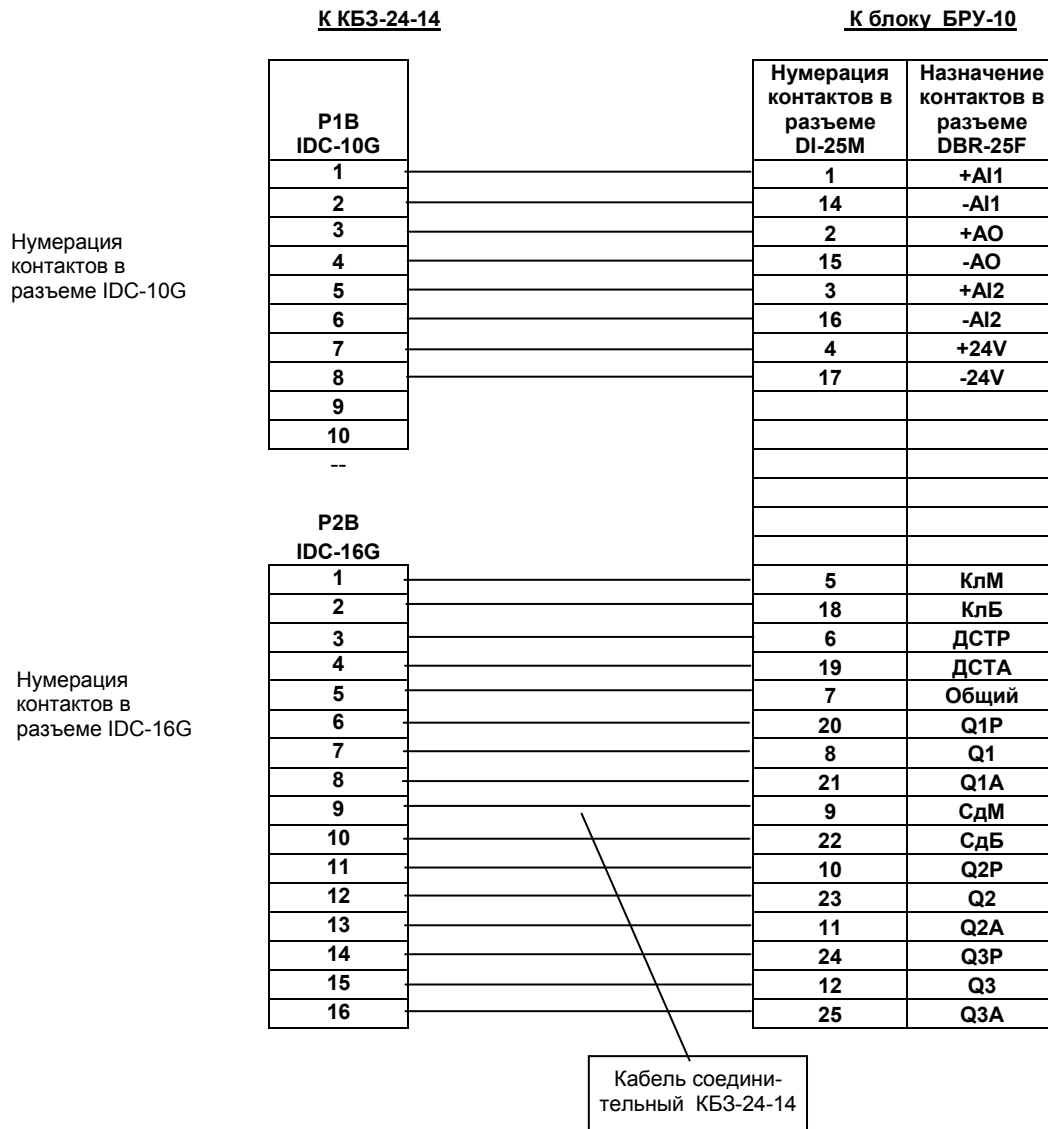 К КБЗ-24-14
К блоку БРУ-10
P1B
IDC-10G
Нумерация
контактов в
разъеме
DI-25M
Назначение
контактов в
разъеме
DBR-25F
Нумерация
контактов в
разъеме IDC-10G
1 1 +AI1
2 14 -AI1
3 2 +AO
4 15 -AO
5 3 +AI2
6 16 -AI2
7 4 +24V
8 17 -24V
9
10
--
P2B
IDC-16G
Нумерация
контактов в
разъеме IDC-16G
1 5 КлМ
2 18 КлБ
3 6 ДСТР
4 19 ДСТА
5 7 Общий
6 20 Q1P
7 8 Q1
8 21 Q1A
9 9 СдМ
10 22 СдБ
11 10 Q2P
12 23 Q2
13 11 Q2A
14 24 Q3P
15 12 Q3
16 25 Q3A
Кабель соедини-
тельный КБЗ-24-14